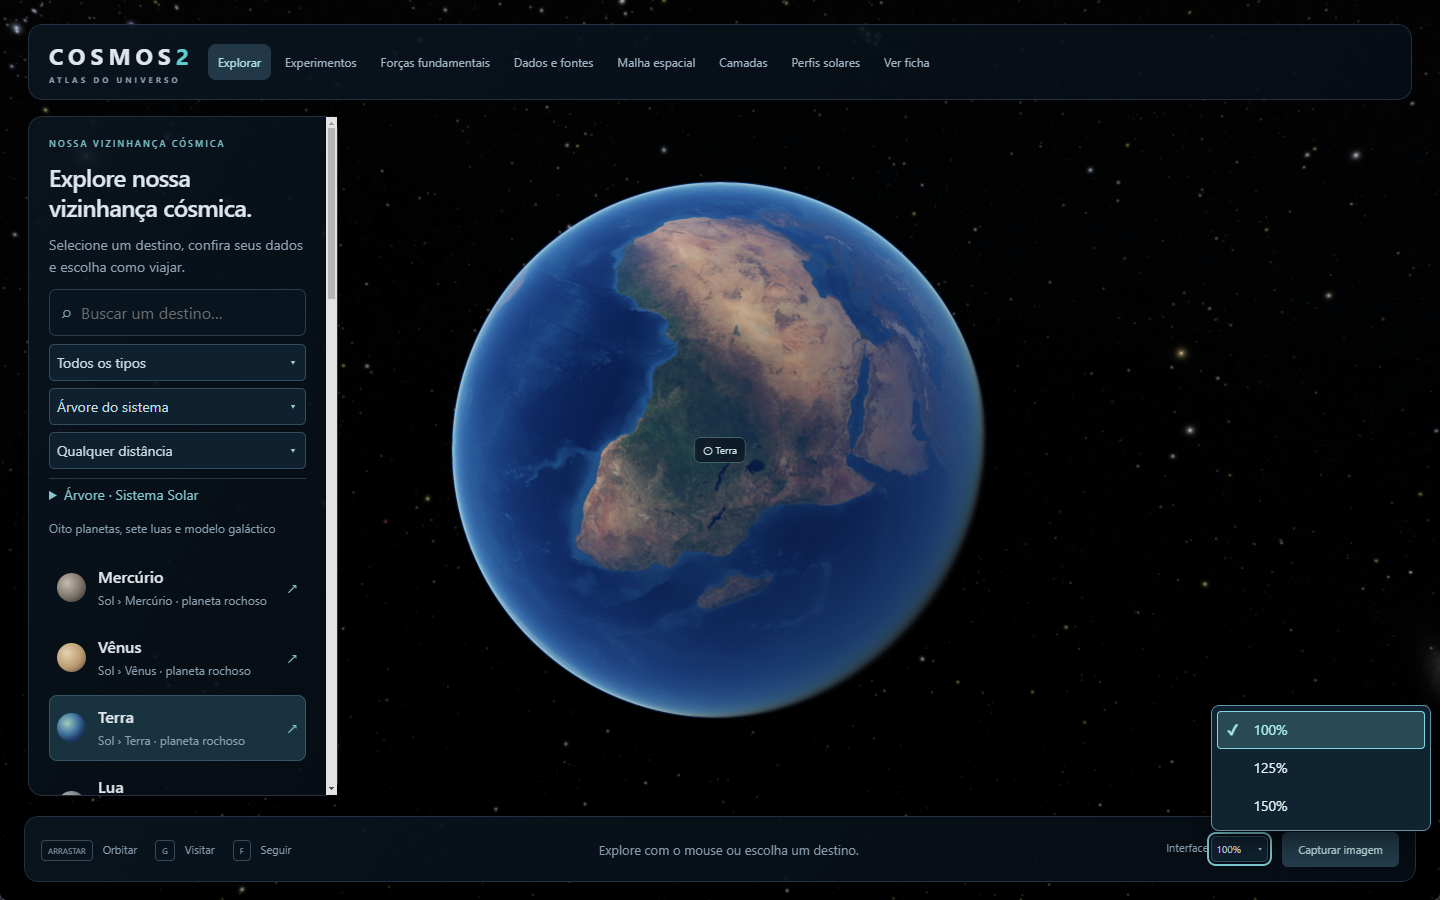 COSMOS2
ATLAS DO UNIVERSO
Explorar
Experimentos
Forças fundamentais
Dados e fontes
Malha espacial
Camadas
Perfis solares
Ver ficha
NOSSA VIZINHANÇA CÓSMICA
Explore nossa
vizinhança cósmica.
Selecione um destino, confira seus dados
e escolha como viajar.
Buscar um destino...
Todos os tipos
Árvore do sistema
Qualquer distância
Árvore · Sistema Solar
Oito planetas, sete luas e modelo galáctico
Mercúrio
Sol › Mercúrio · planeta rochoso
Vênus
Sol › Vênus · planeta rochoso
Terra
Sol › Terra · planeta rochoso
Lua
Terra
100%
125%
150%
ARRASTAR Orbitar
G Visitar
F Seguir
Explore com o mouse ou escolha um destino.
Interface
100%
Capturar imagem